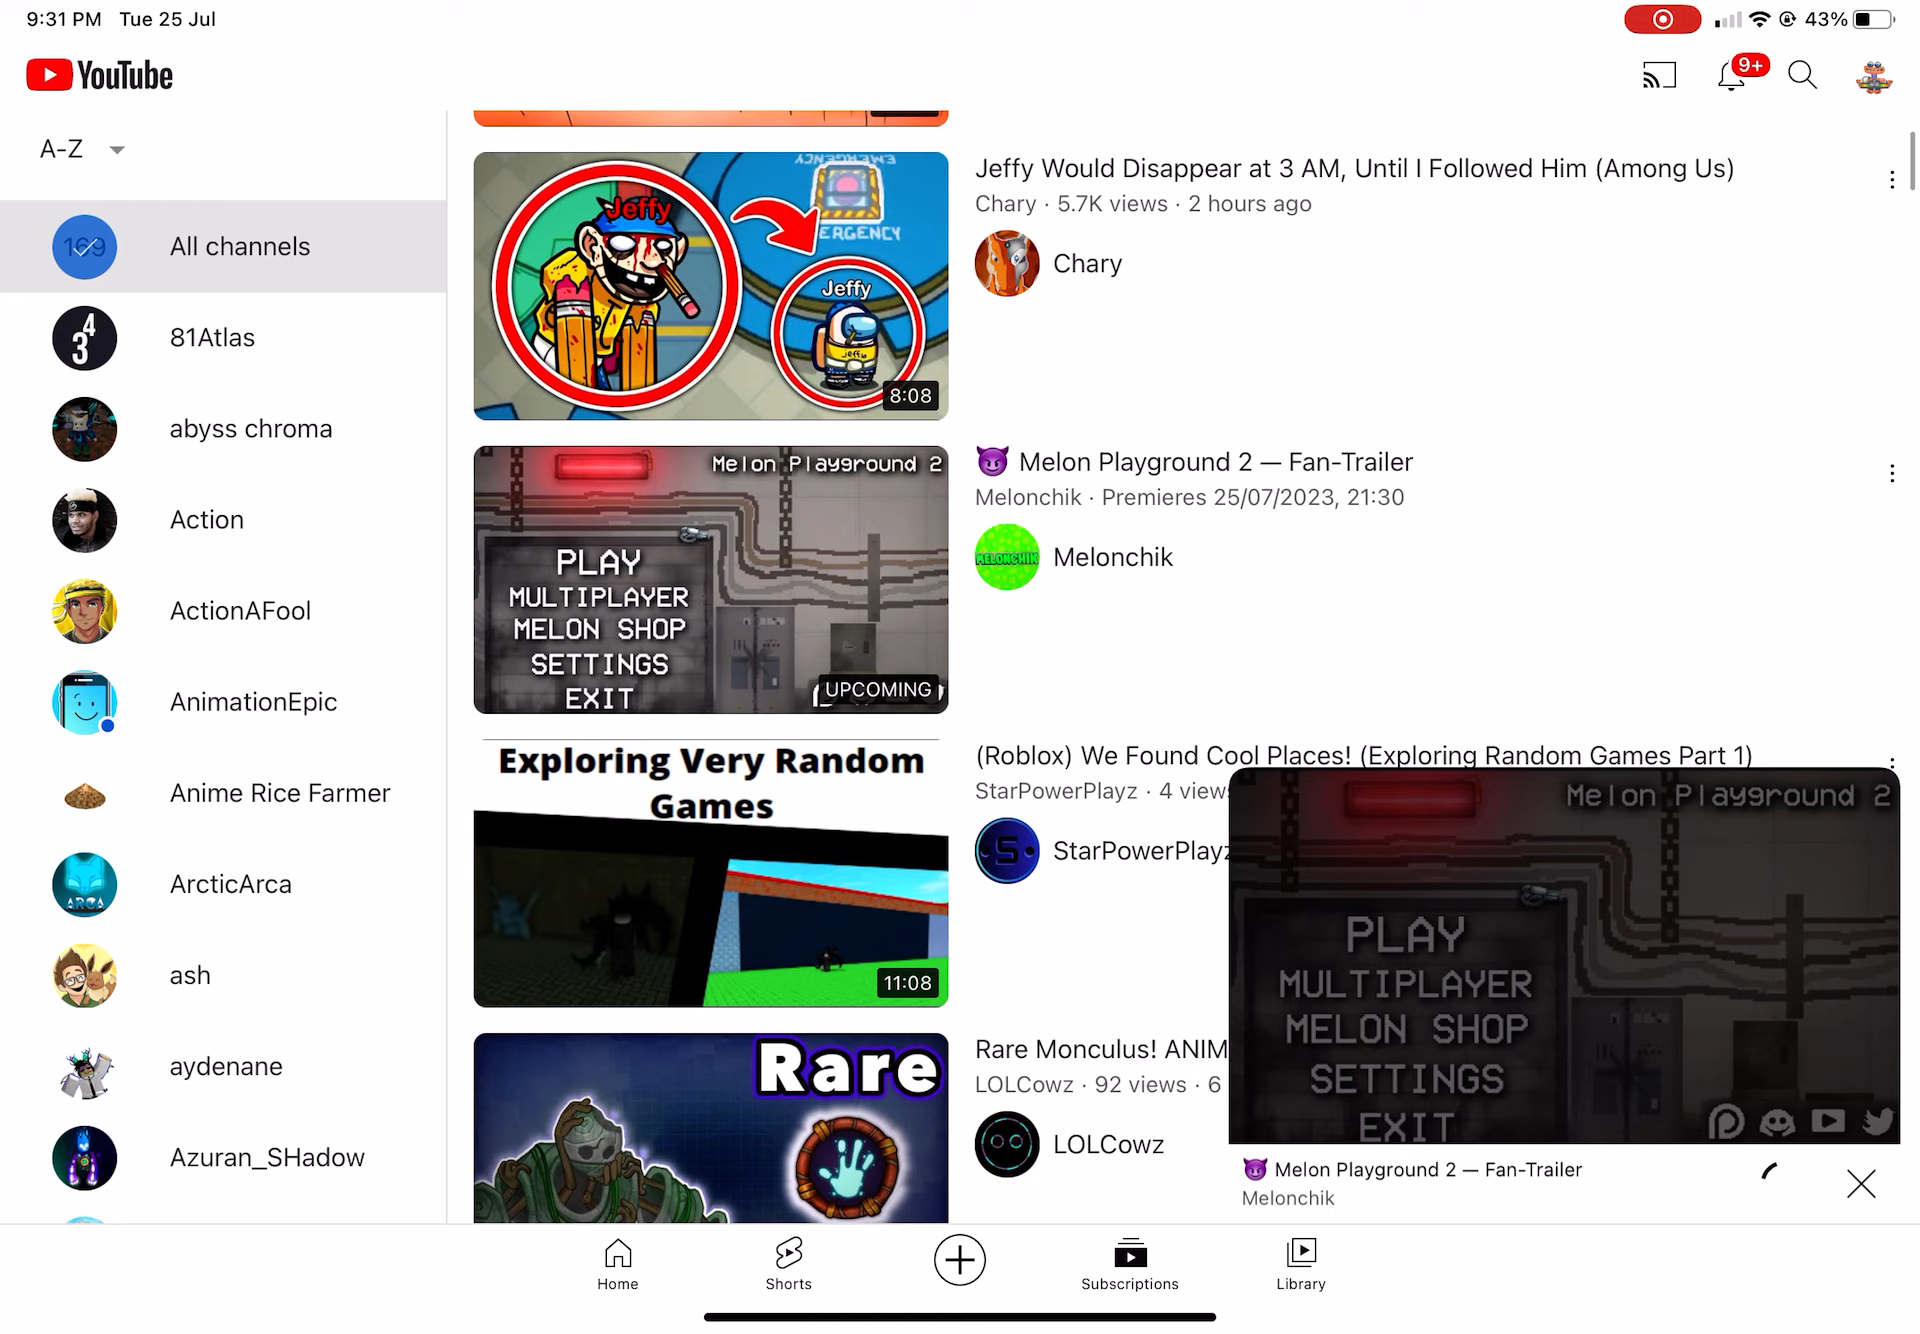 9:31 PM Tue 25 Jul
43%
YouTube
9+
A-Z
169
All channels
81Atlas
abyss chroma
Action
ActionAFool
AnimationEpic
Anime Rice Farmer
ArcticArca
ARCA
ash
aydenane
Azuran_SHadow
EMERGENCY
ERGENCY
Jeffy
Jeffy
jeffy
8:08
Jeffy Would Disappear at 3 AM, Until I Followed Him (Among Us)
Chary · 5.7K views · 2 hours ago
Chary
Melon Playground 2
PLAY
MULTIPLAYER
MELON SHOP
SETTINGS
EXIT
UPCOMING
😈 Melon Playground 2 — Fan-Trailer
Melonchik · Premieres 25/07/2023, 21:30
MELONCHIK
Melonchik
Exploring Very Random
Games
11:08
(Roblox) We Found Cool Places! (Exploring Random Games Part 1)
StarPowerPlayz · 4 views
S
StarPowerPlayz
Rare
Rare Monculus! ANIM
LOLCowz · 92 views · 6
LOLCowz
Melon Playground 2
PLAY
MULTIPLAYER
MELON SHOP
SETTINGS
EXIT
😈 Melon Playground 2 — Fan-Trailer
Melonchik
Home
Shorts
Subscriptions
Library